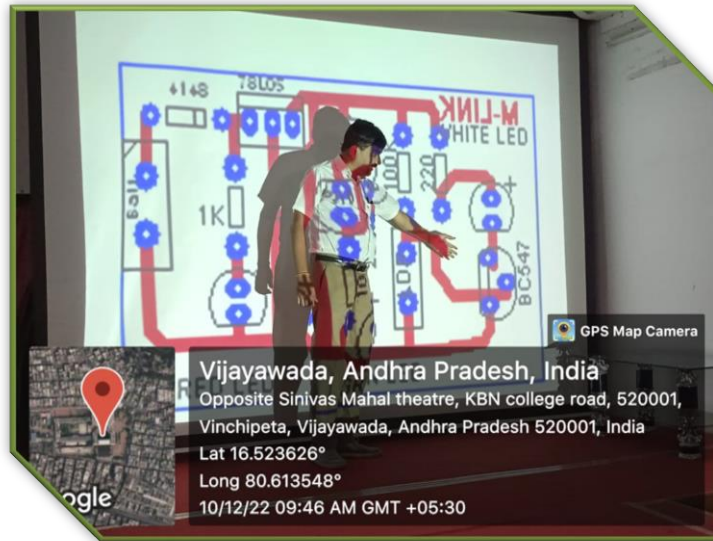 4148
78L05
M-LINK
WHITE LED
100
220
1K
BC547
GPS Map Camera
Vijayawada, Andhra Pradesh, India
Opposite Sinivas Mahal theatre, KBN college road, 520001,
Vinchipeta, Vijayawada, Andhra Pradesh 520001, India
Lat 16.523626°
Long 80.613548°
10/12/22 09:46 AM GMT +05:30
ogle